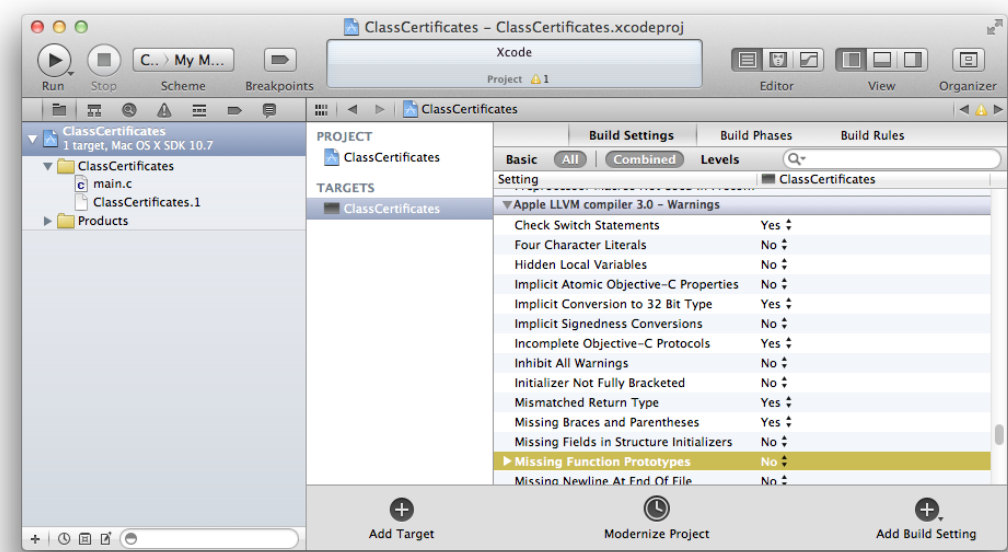 ClassCertificates – ClassCertificates.xcodeproj
C.. › My M...
Xcode
Project 1
Run Stop Scheme Breakpoints Editor View Organizer
ClassCertificates
ClassCertificates
1 target, Mac OS X SDK 10.7
ClassCertificates
main.c
ClassCertificates.1
Products
PROJECT
ClassCertificates
TARGETS
ClassCertificates
Build Settings Build Phases Build Rules
Basic All Combined Levels
Setting ClassCertificates
Apple LLVM compiler 3.0 – Warnings
Check Switch Statements Yes
Four Character Literals No
Hidden Local Variables No
Implicit Atomic Objective-C Properties No
Implicit Conversion to 32 Bit Type Yes
Implicit Signedness Conversions No
Incomplete Objective-C Protocols Yes
Inhibit All Warnings No
Initializer Not Fully Bracketed No
Mismatched Return Type Yes
Missing Braces and Parentheses Yes
Missing Fields in Structure Initializers No
Missing Function Prototypes No
Missing Newline At End Of File No
Add Target Modernize Project Add Build Setting